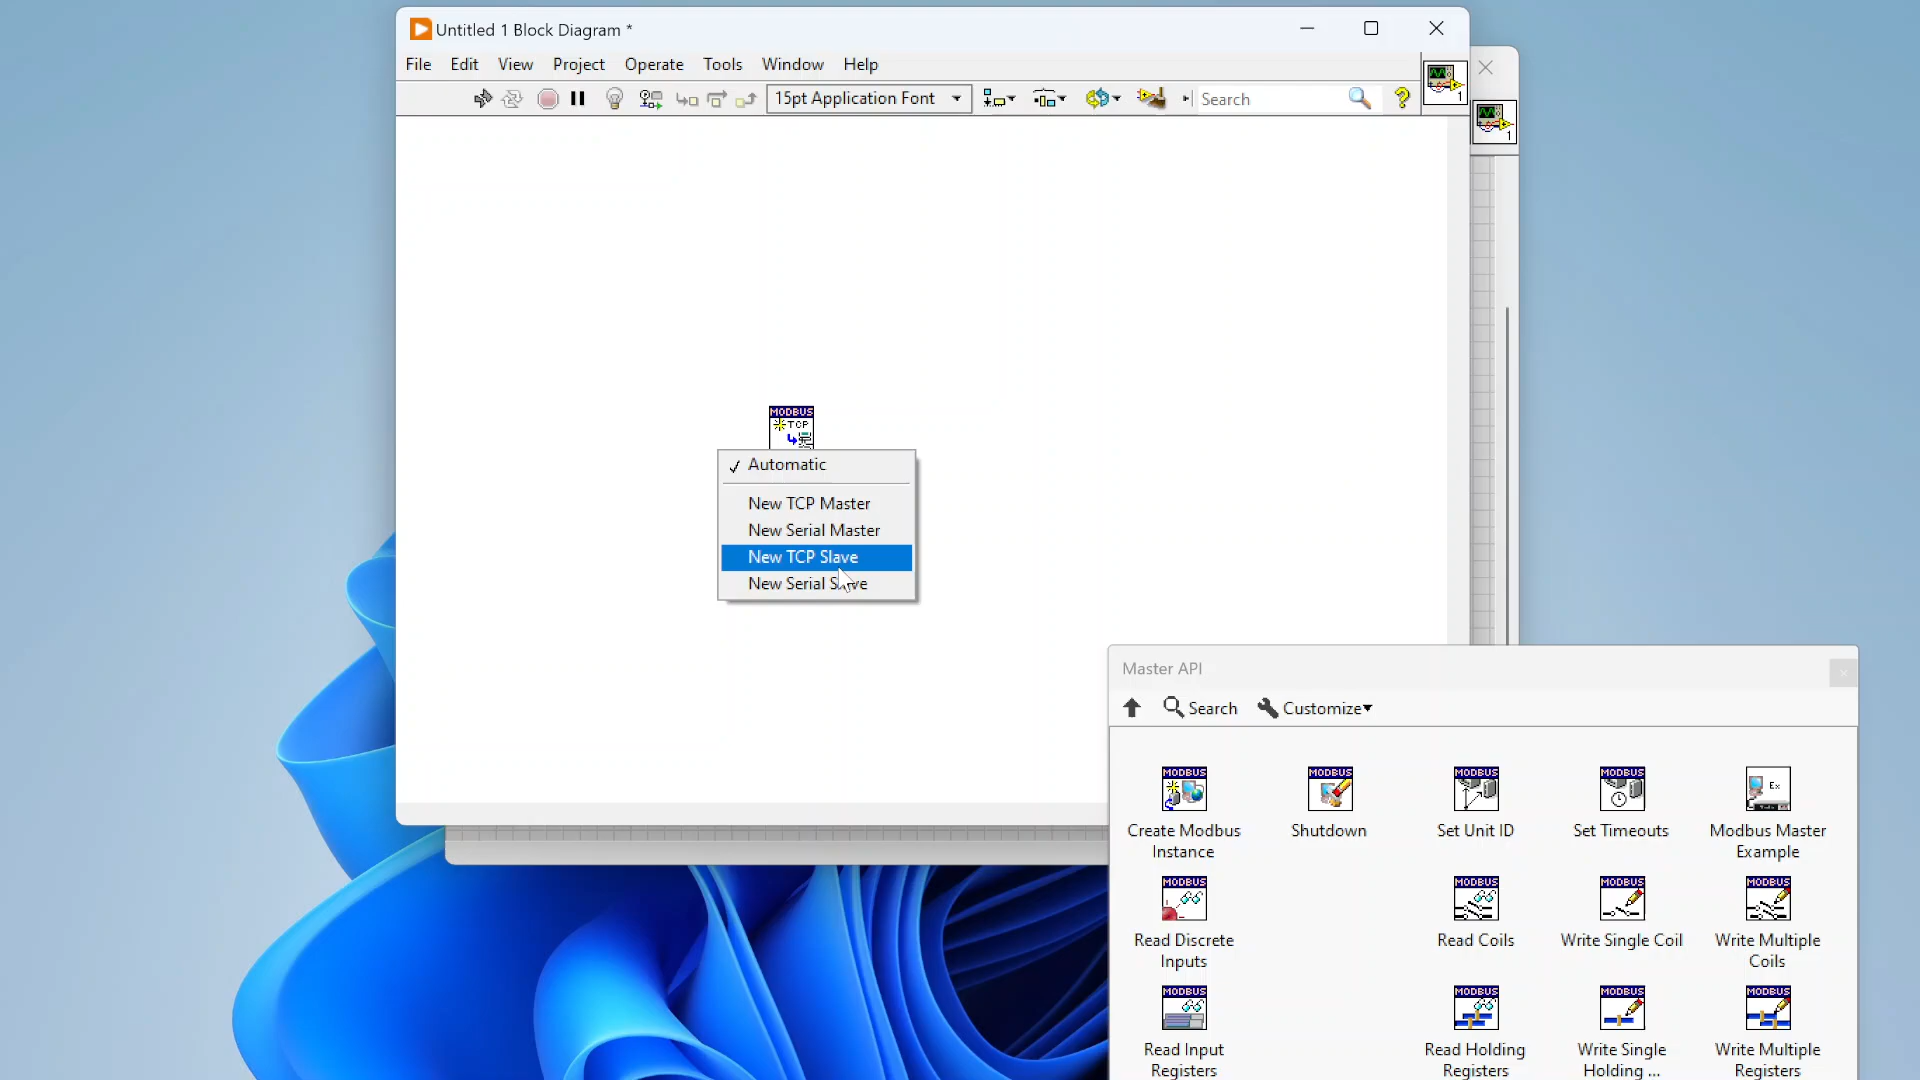 Untitled 1 Block Diagram *
File Edit View Project Operate Tools Window Help
15pt Application Font Search ? 1
1
MODBUS
TCP
✓ Automatic
New TCP Master
New Serial Master
New TCP Slave
New Serial Slave
Master API
Search Customize
MODBUS MODBUS MODBUS MODBUS Ex
Create Modbus Instance
Shutdown
Set Unit ID
Set Timeouts
Modbus Master Example
MODBUS MODBUS MODBUS MODBUS
Read Discrete Inputs
Read Coils
Write Single Coil
Write Multiple Coils
MODBUS MODBUS MODBUS MODBUS
Read Input Registers
Read Holding Registers
Write Single Holding ...
Write Multiple Registers